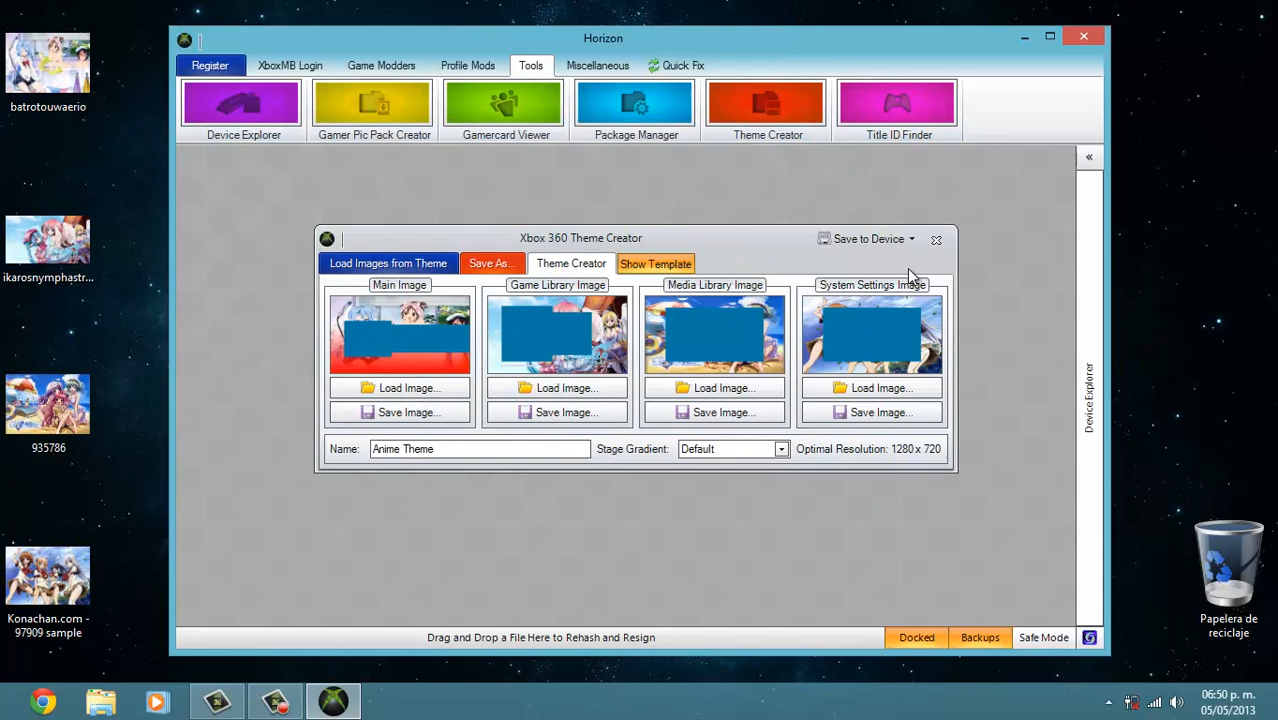 Horizon
Register XboxMB Login Game Modders Profile Mods Tools Miscellaneous Quick Fix
Device Explorer Gamer Pic Pack Creator Gamercard Viewer Package Manager Theme Creator Title ID Finder
«
Xbox 360 Theme Creator Save to Device
Load Images from Theme Save As... Theme Creator Show Template
Main Image Game Library Image Media Library Image System Settings Image
Load Image... Load Image... Load Image... Load Image...
Save Image... Save Image... Save Image... Save Image...
Name: Anime Theme Stage Gradient: Default Optimal Resolution: 1280 x 720
Device Explorer
Drag and Drop a File Here to Rehash and Resign Docked Backups Safe Mode
batrotouwaerio
ikarosnymphastr...
935786
Konachan.com -
97909 sample
Papelera de
reciclaje
06:50 p. m.
05/05/2013